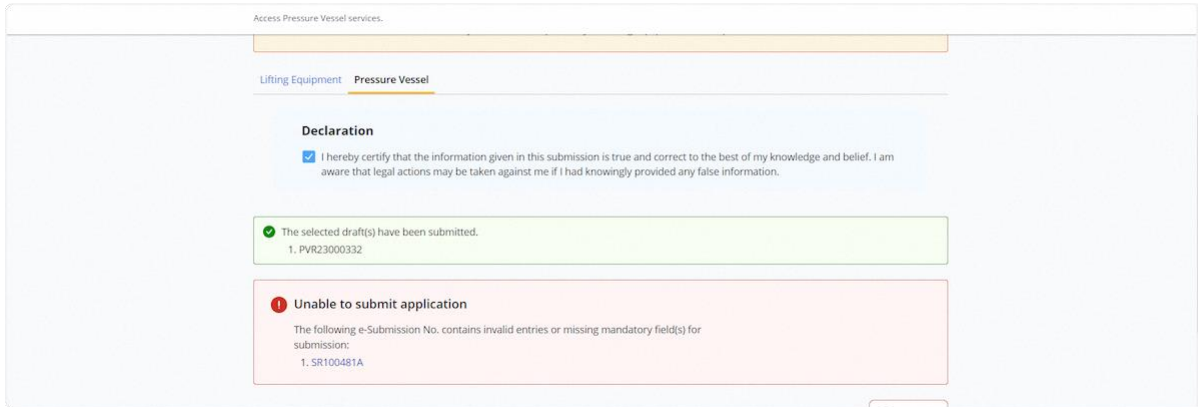 Access Pressure Vessel services.
Lifting Equipment Pressure Vessel
Declaration
I hereby certify that the information given in this submission is true and correct to the best of my knowledge and belief. I am
aware that legal actions may be taken against me if I had knowingly provided any false information.
The selected draft(s) have been submitted.
1. PVR23000332
Unable to submit application
The following e-Submission No. contains invalid entries or missing mandatory field(s) for
submission:
1. SR100481A